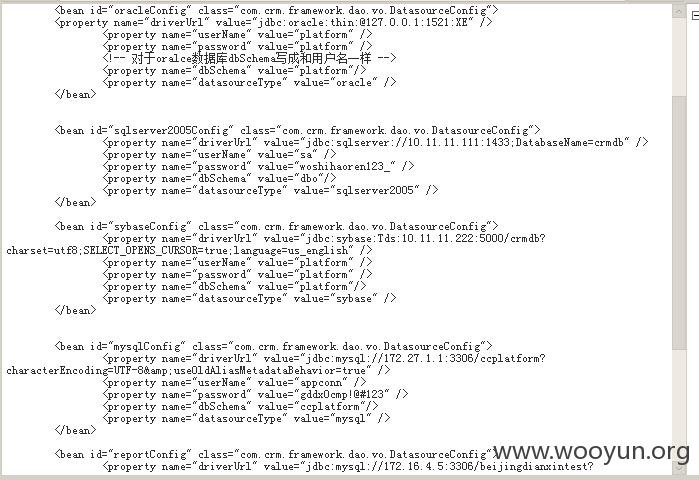 <bean id="oracleConfig" class="com.crm.framework.dao.vo.DatasourceConfig">
<property name="driverUrl" value="jdbc:oracle:thin:@127.0.0.1:1521:XE" />
<property name="userName" value="platform" />
<property name="password" value="platform" />
<!-- 对于oralce数据库dbSchema写成和用户名一样 -->
<property name="dbSchema" value="platform"/>
<property name="datasourceType" value="oracle" />
</bean>
<bean id="sqlserver2005Config" class="com.crm.framework.dao.vo.DatasourceConfig">
<property name="driverUrl" value="jdbc:sqlserver://10.11.11.111:1433;DatabaseName=crmdb" />
<property name="userName" value="sa" />
<property name="password" value="woshihaoren123_" />
<property name="dbSchema" value="dbo"/>
<property name="datasourceType" value="sqlserver2005" />
</bean>
<bean id="sybaseConfig" class="com.crm.framework.dao.vo.DatasourceConfig">
<property name="driverUrl" value="jdbc:sybase:Tds:10.11.11.222:5000/crmdb?
charset=utf8;SELECT_OPENS_CURSOR=true;language=us_english" />
<property name="userName" value="platform" />
<property name="password" value="platform" />
<property name="dbSchema" value="platform"/>
<property name="datasourceType" value="sybase" />
</bean>
<bean id="mysqlConfig" class="com.crm.framework.dao.vo.DatasourceConfig">
<property name="driverUrl" value="jdbc:mysql://172.27.1.1:3306/ccplatform?
characterEncoding=UTF-8&amp;useOldAliasMetadataBehavior=true" />
<property name="userName" value="appconn" />
<property name="password" value="gddxOcmp!@#123" />
<property name="dbSchema" value="ccplatform"/>
<property name="datasourceType" value="mysql" />
</bean>
<bean id="reportConfig" class="com.crm.framework.dao.vo.DatasourceConfig">
<property name="driverUrl" value="jdbc:mysql://172.16.4.5:3306/beijingdianxintest?
www.wooyun.org